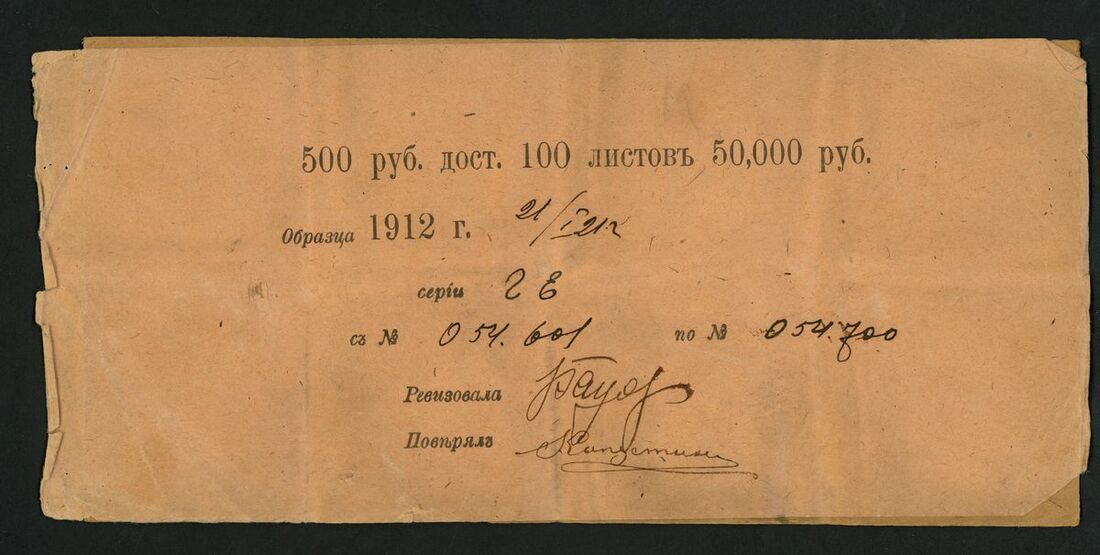 500 руб. дост. 100 листовъ 50,000 руб.
Образца 1912 г. 21/I 21 г
серіи ГЕ
съ № 054.601 по № 054.700
Ревизовала
Повѣрялъ Капустин